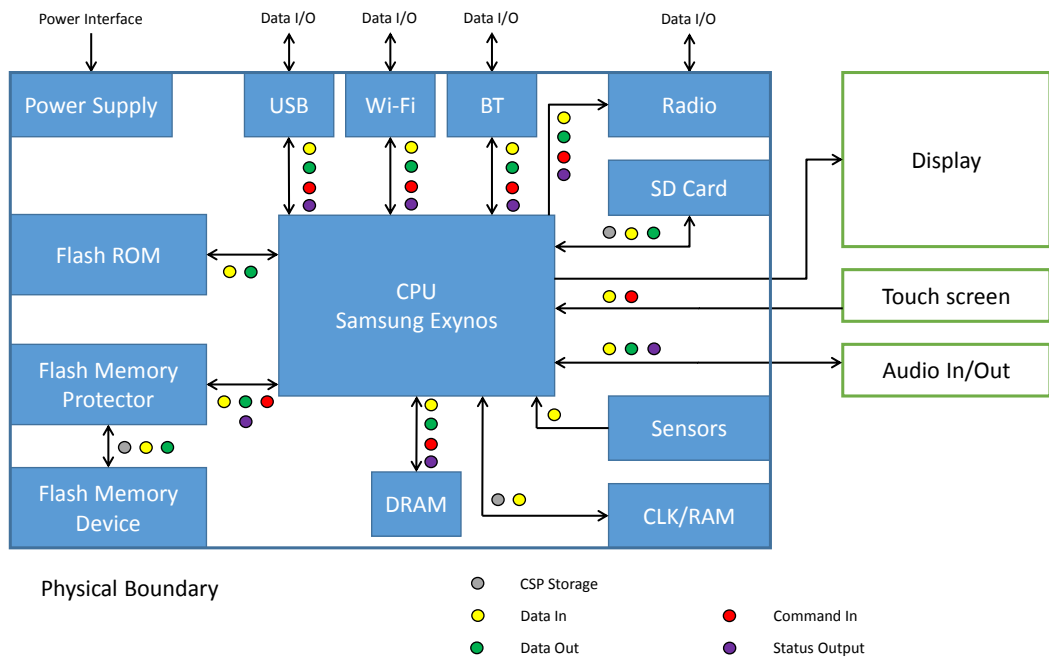 Power Interface
Data I/O
Data I/O
Data I/O
Data I/O
Power Supply
USB
Wi-Fi
BT
Radio
Display
SD Card
Flash ROM
CPU
Samsung Exynos
Touch screen
Flash Memory
Protector
Audio In/Out
Sensors
Flash Memory
Device
DRAM
CLK/RAM
Physical Boundary
CSP Storage
Data In
Command In
Data Out
Status Output